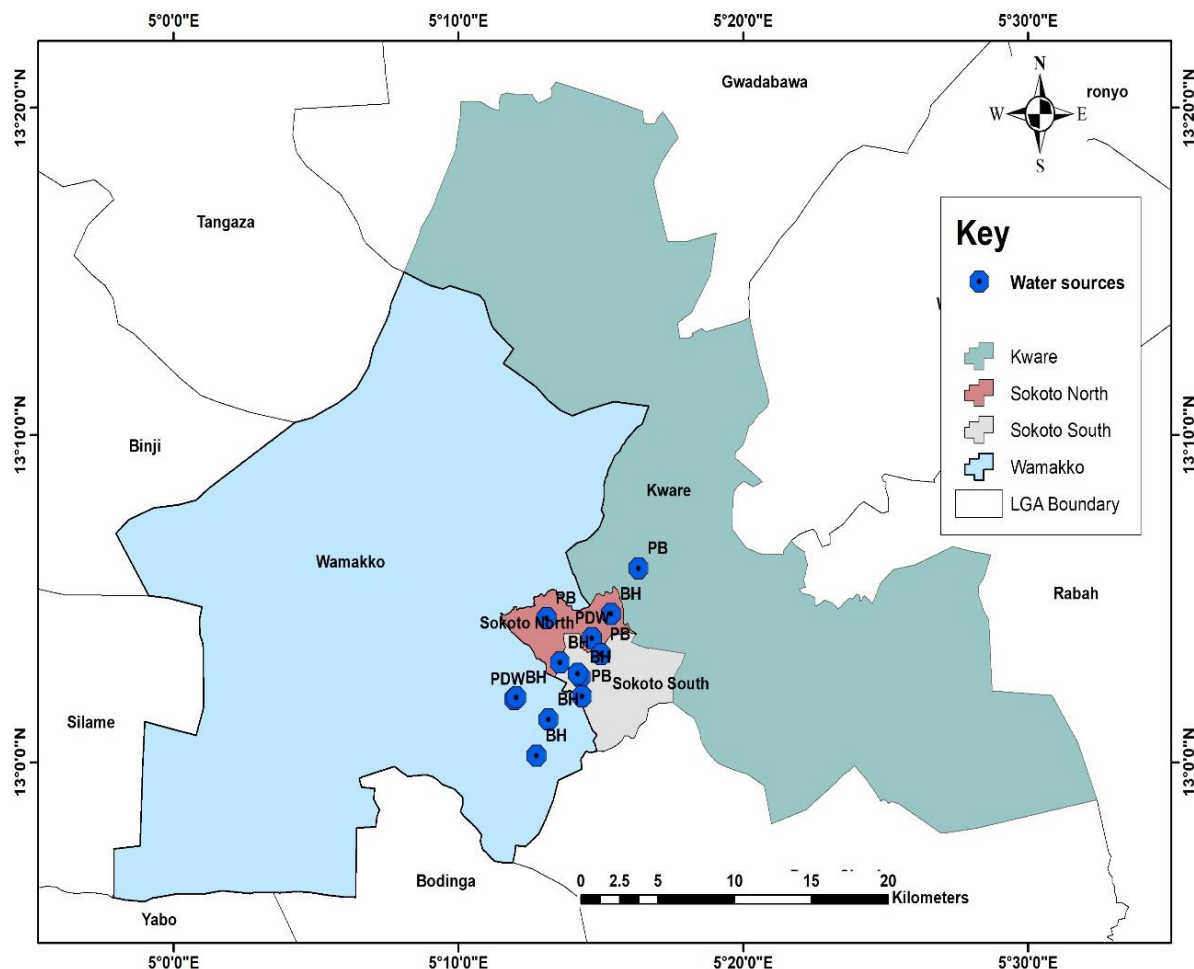 5°0'0"E
5°10'0"E
5°20'0"E
5°30'0"E
Gwadabawa
N
ronyo
W
E
S
13°20'0"N
13°20'0"N
Tangaza
Key
Water sources
Kware
Sokoto North
Sokoto South
Wamakko
LGA Boundary
13°10'0"N
13°10'0"N
Binji
Kware
Wamakko
PB
Rabah
PB
BH
Sokoto North
PDW
PB
BH
BH
PDW
BH
PB
Sokoto South
BH
BH
Silame
13°0'0"N
13°0'0"N
Bodinga
Yabo
0 2.5 5 10 15 20
Kilometers
5°0'0"E
5°10'0"E
5°20'0"E
5°30'0"E